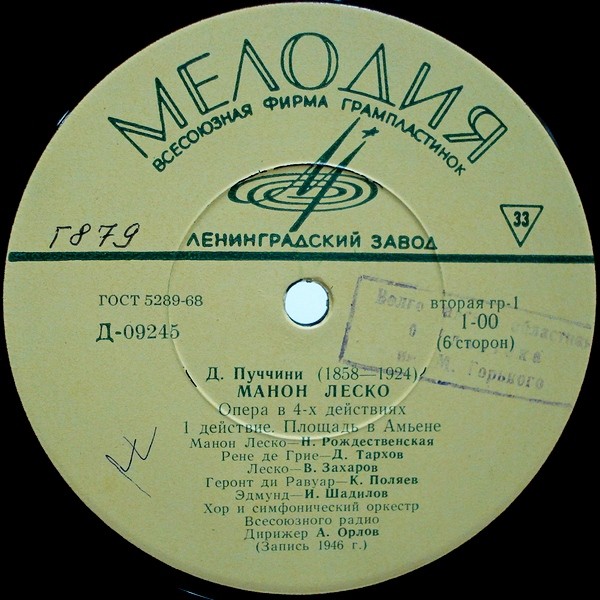 МЕЛОДИЯ
ВСЕСОЮЗНАЯ ФИРМА ГРАМПЛАСТИНОК
ЛЕНИНГРАДСКИЙ ЗАВОД
33
Г879
ГОСТ 5289-68
Д-09245
вторая гр-1
1-00
(6 сторон)
М. Горького
Д. Пуччини (1858—1924)
МАНОН ЛЕСКО
Опера в 4-х действиях
1 действие. Площадь в Амьене
Манон Леско—Н. Рождественская
Рене де Грие—Д. Тархов
Леско—В. Захаров
Геронт ди Равуар—К. Поляев
Эдмунд—И. Шадилов
Хор и симфонический оркестр
Всесоюзного радио
Дирижер А. Орлов
(Запись 1946 г.)